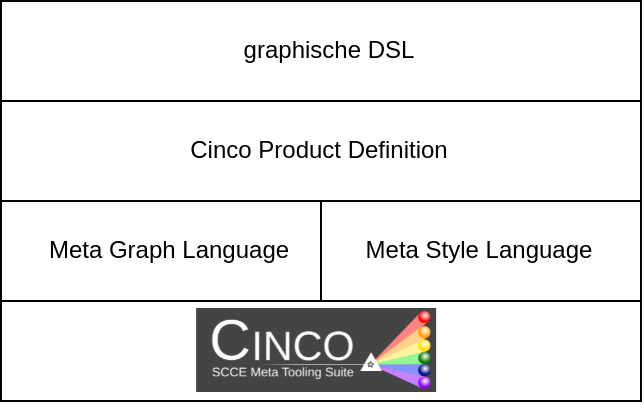 graphische DSL
Cinco Product Definition
Meta Graph Language
Meta Style Language
CINCO
SCCE Meta Tooling Suite